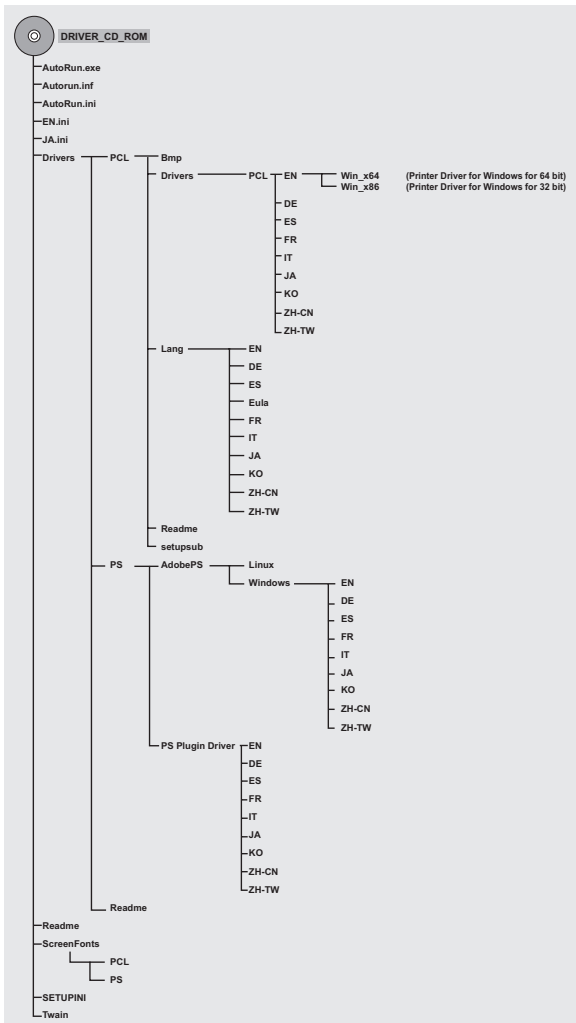 DRIVER_CD_ROM
AutoRun.exe
Autorun.inf
AutoRun.ini
EN.ini
JA.ini
Drivers PCL Bmp
Drivers PCL EN Win_x64 (Printer Driver for Windows for 64 bit)
Win_x86 (Printer Driver for Windows for 32 bit)
DE
ES
FR
IT
JA
KO
ZH-CN
ZH-TW
Lang EN
DE
ES
Eula
FR
IT
JA
KO
ZH-CN
ZH-TW
Readme
setupsub
PS AdobePS Linux
Windows EN
DE
ES
FR
IT
JA
KO
ZH-CN
ZH-TW
PS Plugin Driver EN
DE
ES
FR
IT
JA
KO
ZH-CN
ZH-TW
Readme
Readme
ScreenFonts
PCL
PS
SETUPINI
Twain